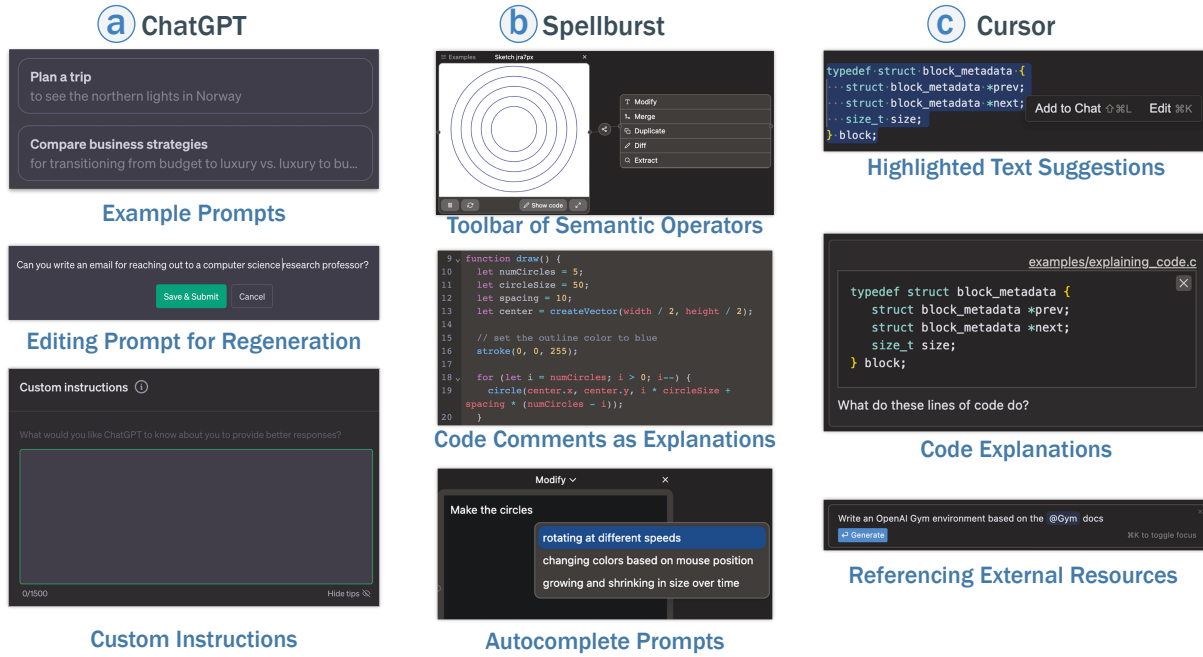 a ChatGPT
Plan a trip
to see the northern lights in Norway
Compare business strategies
for transitioning from budget to luxury vs. luxury to bu...
Example Prompts
Can you write an email for reaching out to a computer science research professor?
Save & Submit Cancel
Editing Prompt for Regeneration
Custom instructions
What would you like ChatGPT to know about you to provide better responses?
0/1500 Hide tips
Custom Instructions
b Spellburst
Examples Sketch jra7px ×
Modify
Merge
Duplicate
Diff
Extract
Show code
Toolbar of Semantic Operators
9 function draw() {
10 let numCircles = 5;
11 let circleSize = 50;
12 let spacing = 10;
13 let center = createVector(width / 2, height / 2);
14
15 // set the outline color to blue
16 stroke(0, 0, 255);
17
18 for (let i = numCircles; i > 0; i--) {
19 circle(center.x, center.y, i * circleSize +
spacing * (numCircles - i));
20 }
Code Comments as Explanations
Modify ×
Make the circles
rotating at different speeds
changing colors based on mouse position
growing and shrinking in size over time
Autocomplete Prompts
c Cursor
typedef struct block_metadata {
struct block_metadata *prev;
struct block_metadata *next;
size_t size;
} block;
Add to Chat ⇧⌘L Edit ⌘K
Highlighted Text Suggestions
examples/explaining_code.c
typedef struct block_metadata {
struct block_metadata *prev;
struct block_metadata *next;
size_t size;
} block;
What do these lines of code do?
Code Explanations
Write an OpenAI Gym environment based on the @Gym docs
Generate ⌘K to toggle focus
Referencing External Resources